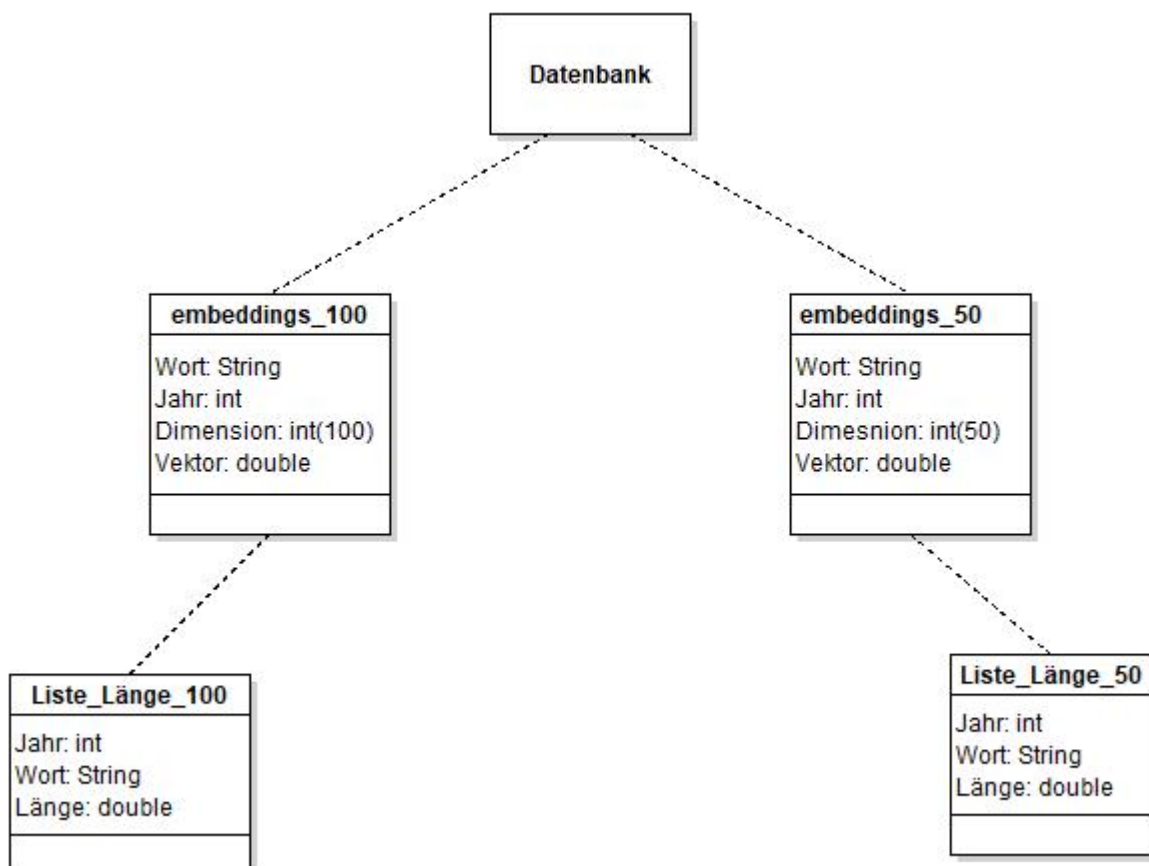 Datenbank
embeddings_100
Wort: String
Jahr: int
Dimension: int(100)
Vektor: double
embeddings_50
Wort: String
Jahr: int
Dimesnion: int(50)
Vektor: double
Liste_Länge_100
Jahr: int
Wort: String
Länge: double
Liste_Länge_50
Jahr: int
Wort: String
Länge: double